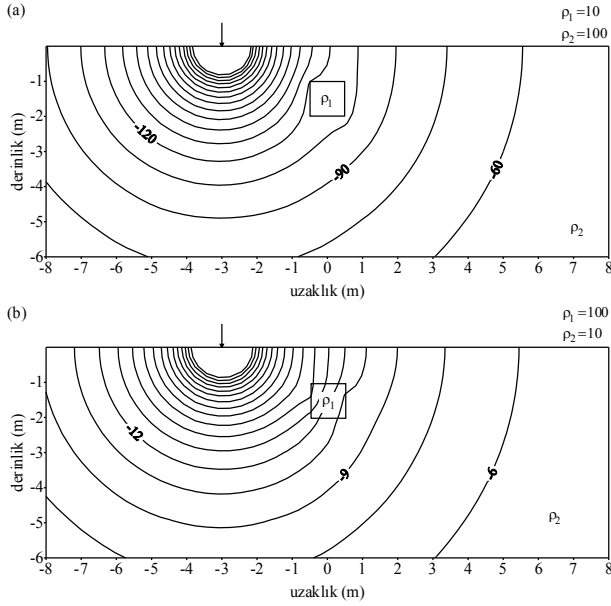 (a)
ρ₁=10
ρ₂=100
ρ₁
-120
-90
-60
ρ₂
-1
-2
-3
-4
-5
-6
derinlik (m)
-8 -7 -6 -5 -4 -3 -2 -1 0 1 2 3 4 5 6 7 8
uzaklık (m)
(b)
ρ₁=100
ρ₂=10
ρ₁
-12
-9
-6
ρ₂
-1
-2
-3
-4
-5
-6
derinlik (m)
-8 -7 -6 -5 -4 -3 -2 -1 0 1 2 3 4 5 6 7 8
uzaklık (m)